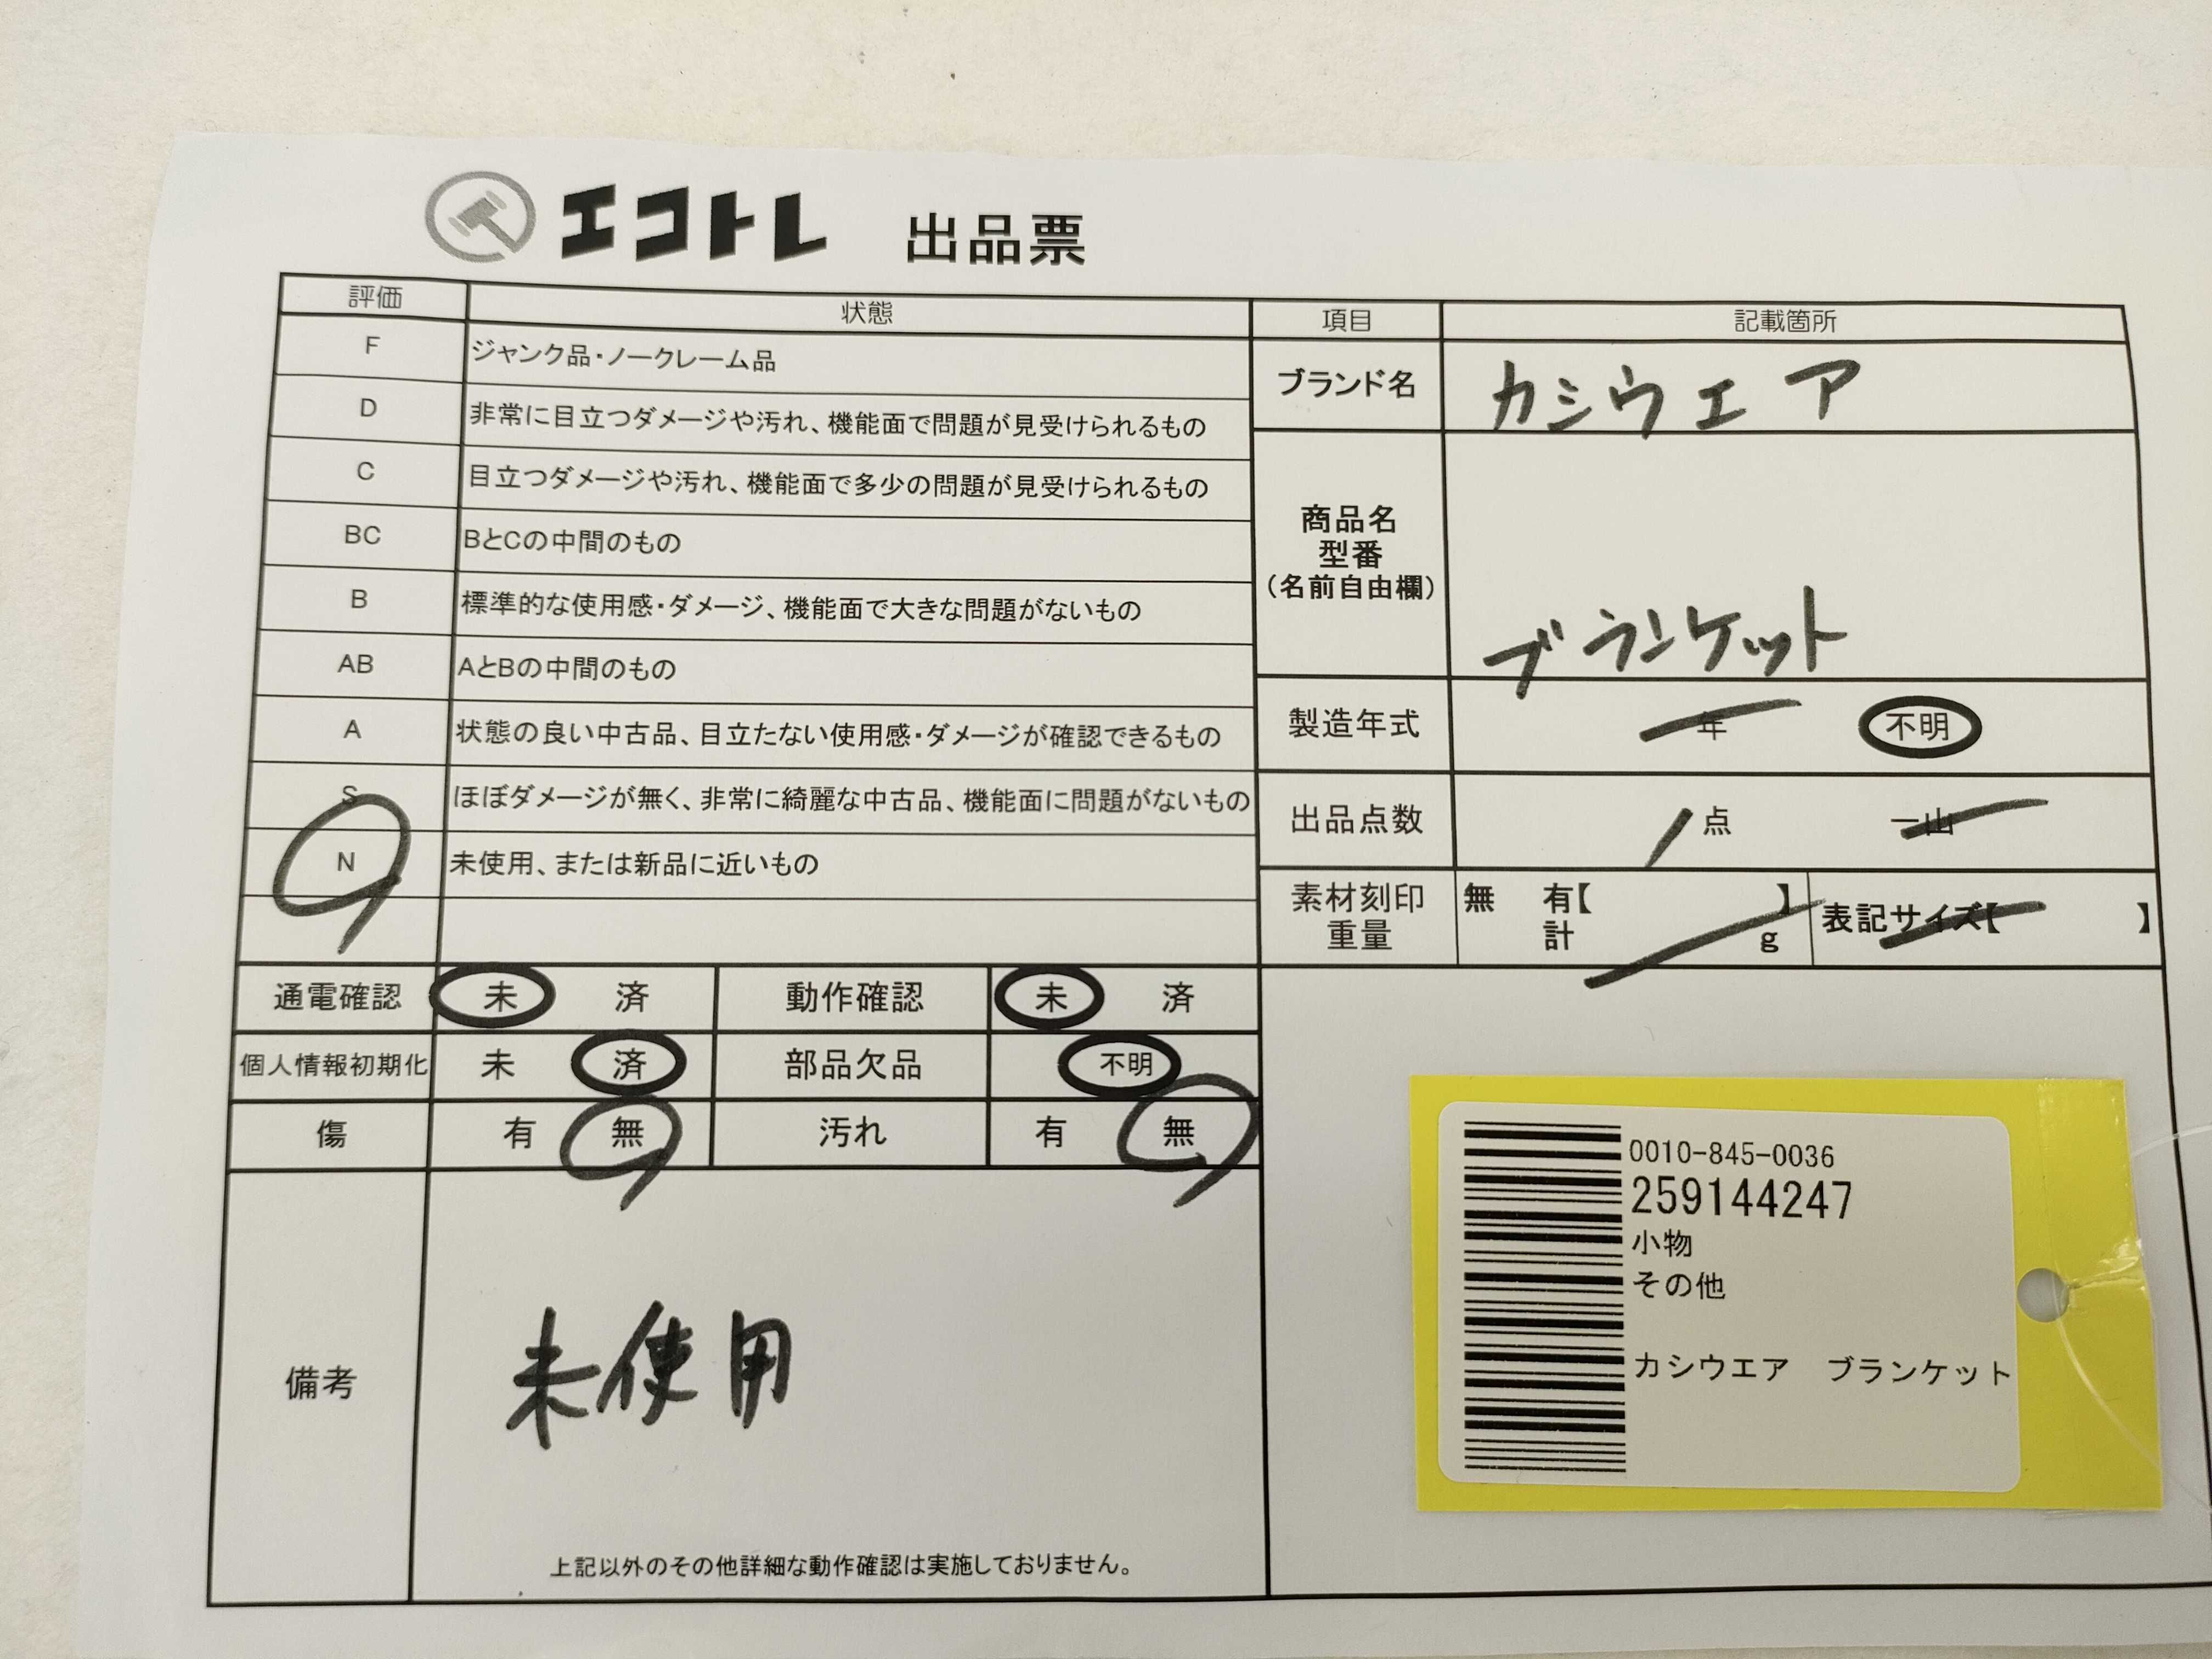 エコトレ 出品票
評価 状態
F ジャンク品・ノークレーム品
D 非常に目立つダメージや汚れ、機能面で問題が見受けられるもの
C 目立つダメージや汚れ、機能面で多少の問題が見受けられるもの
BC BとCの中間のもの
B 標準的な使用感・ダメージ、機能面で大きな問題がないもの
AB AとBの中間のもの
A 状態の良い中古品、目立たない使用感・ダメージが確認できるもの
S ほぼダメージが無く、非常に綺麗な中古品、機能面に問題がないもの
N 未使用、または新品に近いもの
通電確認 未 済 動作確認 未 済
個人情報初期化 未 済 部品欠品 不明
傷 有 無 汚れ 有 無
備考 未使用
上記以外のその他詳細な動作確認は実施しておりません。
項目 記載箇所
ブランド名 カシウエア
商品名
型番
(名前自由欄)
ブランケット
製造年式 年 不明
出品点数 1点 一山
素材刻印 無 有【 】 表記サイズ【 】
重量 計 g
0010-845-0036
259144247
小物
その他
カシウエア ブランケット